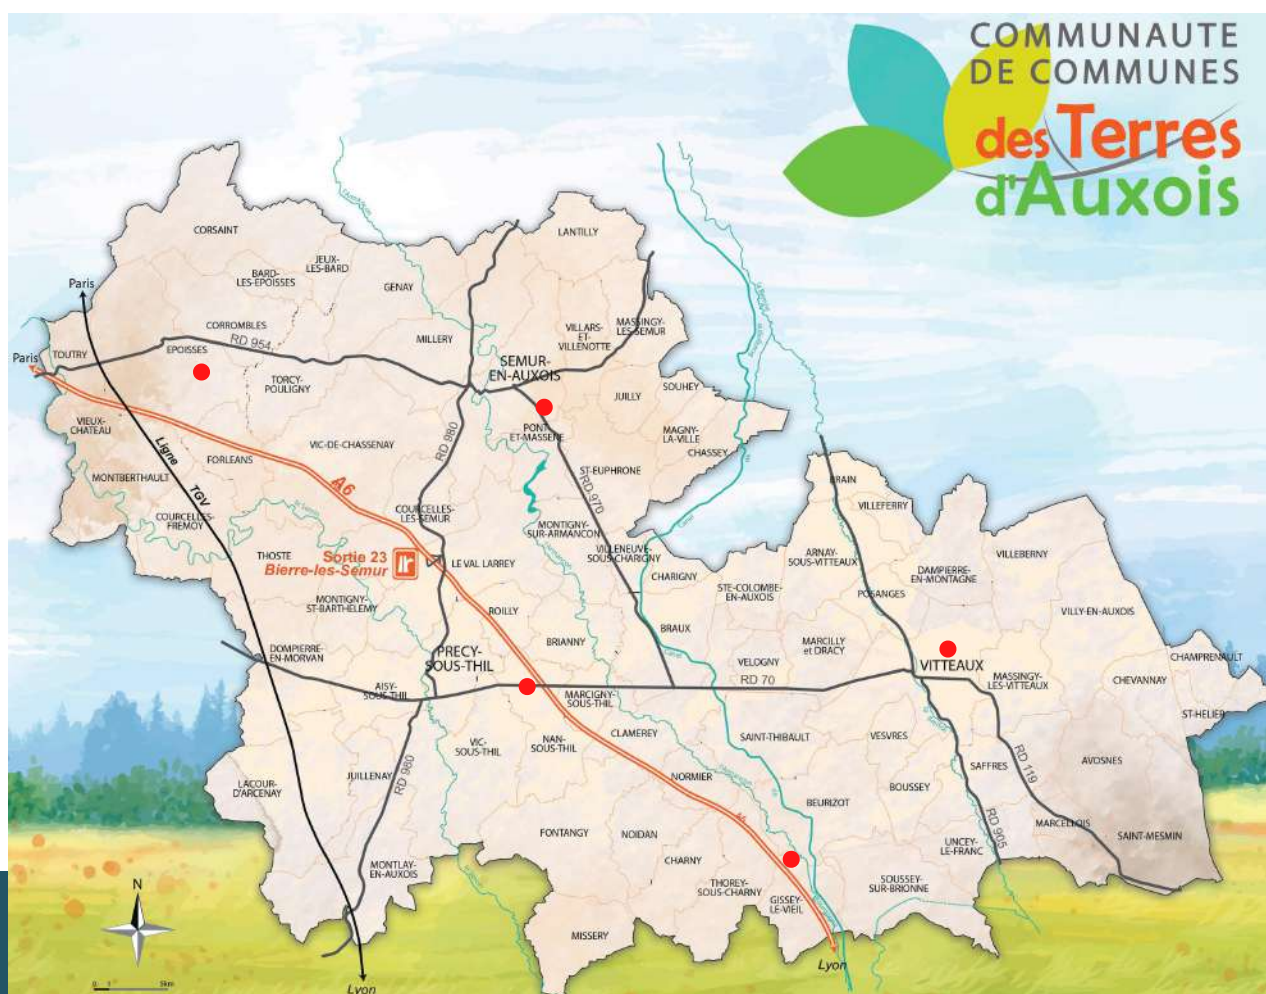 COMMUNAUTE
DE COMMUNES
des Terres
d'Auxois
CORSAINT
LANTILLY
JEUX-
LES-BARD
BARD-
LES-EPOISSES
GENAY
Paris
CORROMBLES
RD 954
MILLERY
VILLARS-
ET-
VILLENOTTE
MASSINGY-
LES-SEMUR
Paris
TOUTRY
EPOISSES
SEMUR-
EN-AUXOIS
TORCY-
POULIGNY
SOUHEY
JUILLY
VIEUX-
CHATEAU
PONT-
ET-MASSENE
MAGNY-
LA-VILLE
CHASSEY
VIC-DE-CHASSENAY
RD 980
Ligne
TGV
FORLEANS
MONTBERTHAULT
A6
ST-EUPHRONE
RD 970
BRAIN
VILLEFERRY
COURCELLES-
FREMOY
COURCELLES-
LES-SEMUR
MONTIGNY-
SUR-ARMANCON
VILLENEUVE-
SOUS-CHARIGNY
THOSTE
Sortie 23
Bierre-les-Semur
LE VAL LARREY
CHARIGNY
ARNAY-
SOUS-VITTEAUX
VILLEBERNY
DAMPIERRE-
EN-MONTAGNE
STE-COLOMBE-
EN-AUXOIS
POSANGES
MONTIGNY-
ST-BARTHELEMY
ROILLY
VILLY-EN-AUXOIS
BRAUX
BRIANNY
MARCILLY
et DRACY
DOMPIERRE-
EN-MORVAN
PRECY-
SOUS-THIL
VELOGNY
VITTEAUX
CHAMPRENAULT
RD 70
MASSINGY-
LES-VITTEAUX
CHEVANNAY
AISY-
SOUS-THIL
MARCIGNY-
SOUS-THIL
ST-HELIER
CLAMEREY
SAINT-THIBAULT
VESVRES
VIC-
SOUS-THIL
NAN-
SOUS-THIL
RD 119
SAFFRES
AVOSNES
JUILLENAY
RD 980
NORMIER
LACOUR-
D'ARCENAY
BOUSSEY
BEURIZOT
MARCELLOIS
FONTANGY
NOIDAN
SAINT-MESMIN
RD 905
UNCEY-
LE-FRANC
CHARNY
MONTLAY-
EN-AUXOIS
THOREY-
SOUS-CHARNY
SOUSSEY-
SUR-BRIONNE
GISSEY-
LE-VIEIL
N
MISSERY
Lyon
Lyon